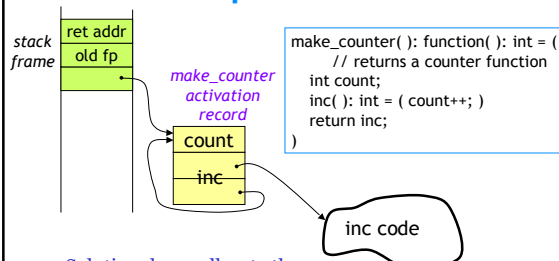 stack
frame
ret addr
old fp
make_counter
activation
record
count
inc
make_counter( ): function( ): int = (
// returns a counter function
int count;
inc( ): int = ( count++; )
return inc;
)
inc code